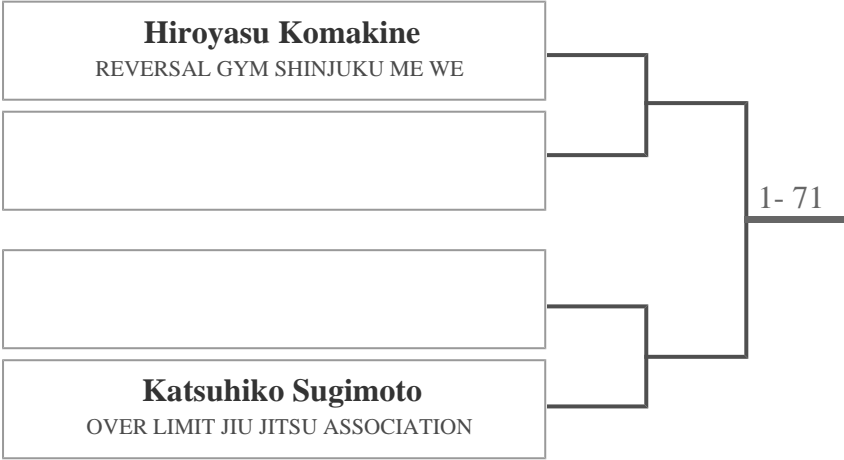 Hiroyasu Komakine
REVERSAL GYM SHINJUKU ME WE
1- 71
Katsuhiko Sugimoto
OVER LIMIT JIU JITSU ASSOCIATION